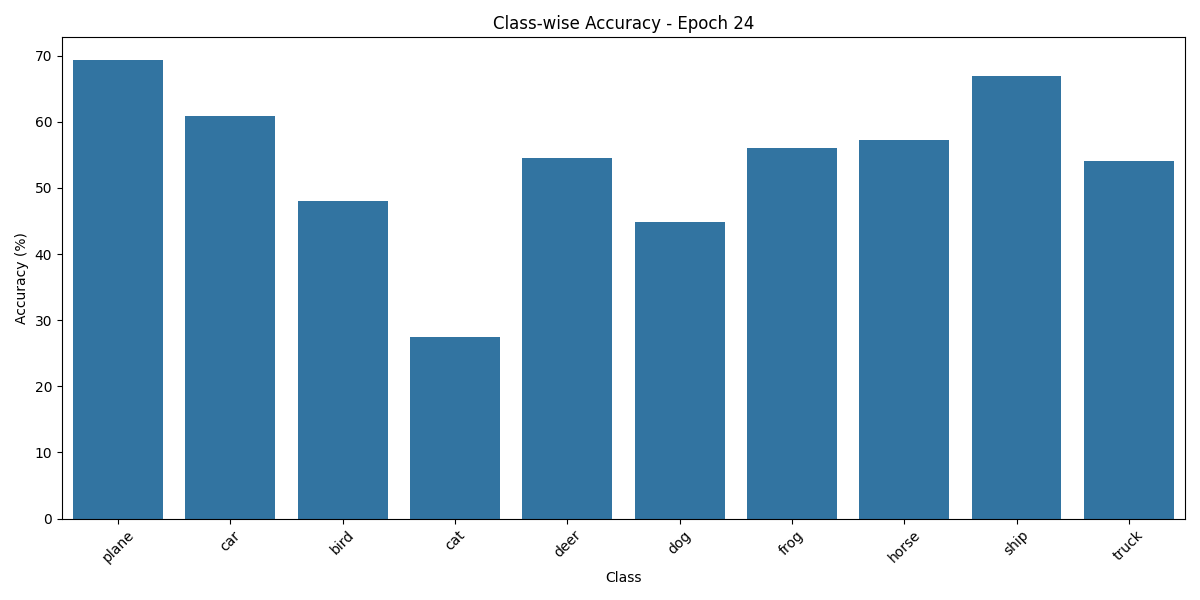 Class-wise Accuracy - Epoch 24
Accuracy (%)
70
60
50
40
30
20
10
0
plane
car
bird
cat
deer
dog
frog
horse
ship
truck
Class